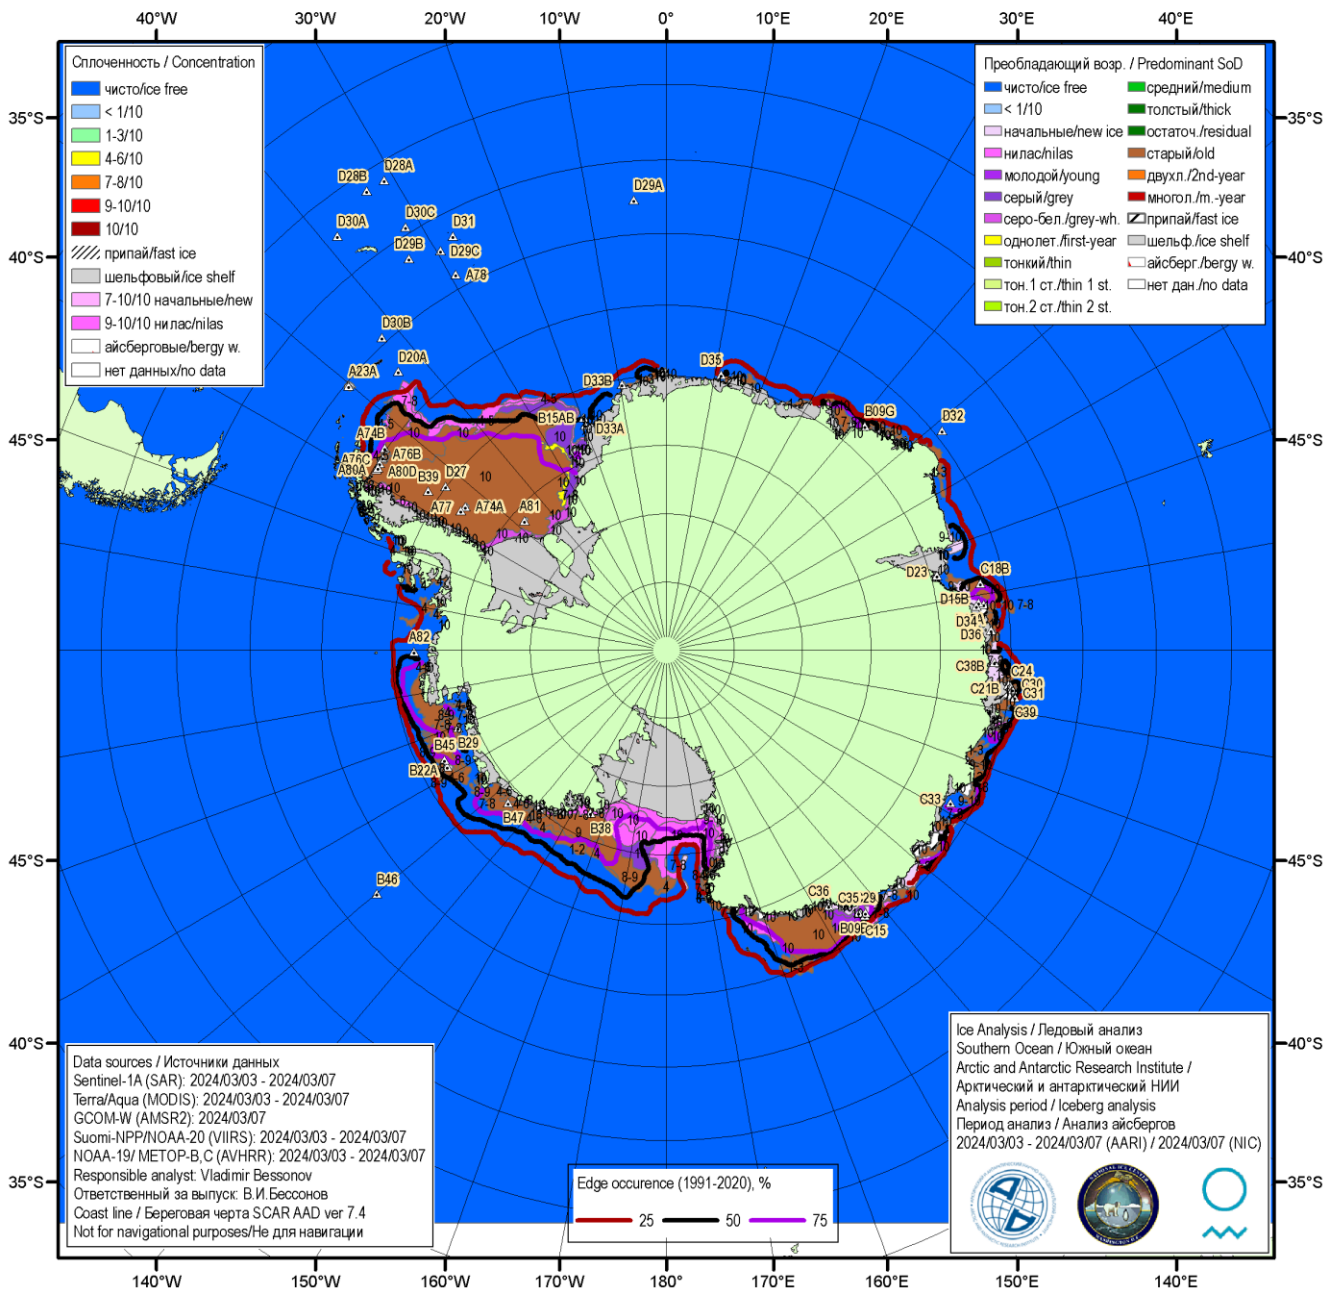 40°W 30°W 20°W 10°W 0° 10°E 20°E 30°E 40°E
Сплоченность / Concentration
чисто/ice free
< 1/10
1-3/10
4-6/10
7-8/10
9-10/10
10/10
припай/fast ice
шельфовый/ice shelf
7-10/10 начальные/new
9-10/10 нилас/nilas
айсберговые/bergy w.
нет данных/no data
Преобладающий возр. / Predominant SoD
чисто/ice free
< 1/10
начальные/new ice
нилас/nilas
молодой/young
серый/grey
серо-бел./grey-wh.
однолет./first-year
тонкий/thin
тон.1 ст./thin 1 st.
тон.2 ст./thin 2 st.
средний/medium
толстый/thick
остаточ./residual
старый/old
двухл./2nd-year
многол./m.-year
припай/fast ice
шельф./ice shelf
айсберг./bergy w.
нет дан./no data
35°S 35°S
40°S 40°S
45°S 45°S
45°S 45°S
40°S 40°S
35°S 35°S
D28A
D28B
D29A
D30A
D30C
D31
D29B
D29C
A78
D30B
D20A
A23A
D33B
D35
B15AB
D33A
B09G
D32
A74B
A76C
A76B
A80A
A80D
B39
D27
A77
A74A
A81
D23
C18B
D15B
D36
C38B
C24
C21B
C31
C39
A82
B45
B29
B22A
B47
B38
C33
B46
C36
C35
C15
Data sources / Источники данных
Sentinel-1A (SAR): 2024/03/03 - 2024/03/07
Terra/Aqua (MODIS): 2024/03/03 - 2024/03/07
GCOM-W (AMSR2): 2024/03/07
Suomi-NPP/NOAA-20 (VIIRS): 2024/03/03 - 2024/03/07
NOAA-19/ METOP-B,C (AVHRR): 2024/03/03 - 2024/03/07
Responsible analyst: Vladimir Bessonov
Ответственный за выпуск: В.И.Бессонов
Coast line / Береговая черта SCAR AAD ver 7.4
Not for navigational purposes/Не для навигации
Edge occurence (1991-2020), %
25 50 75
Ice Analysis / Ледовый анализ
Southern Ocean / Южный океан
Arctic and Antarctic Research Institute /
Арктический и антарктический НИИ
Analysis period / Iceberg analysis
Период анализ / Анализ айсбергов
2024/03/03 - 2024/03/07 (AARI) / 2024/03/07 (NIC)
140°W 150°W 160°W 170°W 180° 170°E 160°E 150°E 140°E